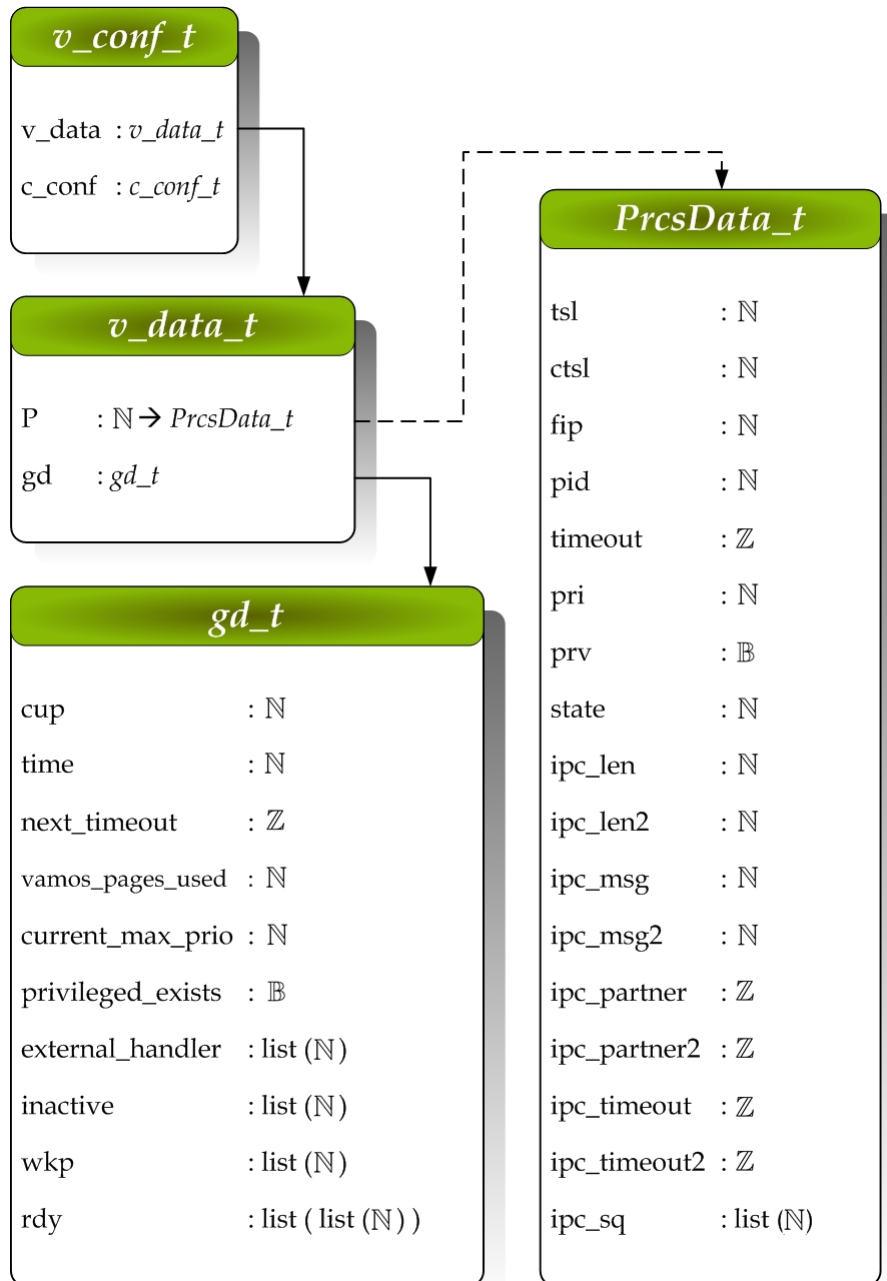 v_conf_t
v_data : v_data_t
c_conf : c_conf_t
v_data_t
P : ℕ → PrcsData_t
gd : gd_t
gd_t
cup : ℕ
time : ℕ
next_timeout : ℤ
vamos_pages_used : ℕ
current_max_prio : ℕ
privileged_exists : 𝔹
external_handler : list (ℕ)
inactive : list (ℕ)
wkp : list (ℕ)
rdy : list ( list (ℕ) )
PrcsData_t
tsl : ℕ
ctsl : ℕ
fip : ℕ
pid : ℕ
timeout : ℤ
pri : ℕ
prv : 𝔹
state : ℕ
ipc_len : ℕ
ipc_len2 : ℕ
ipc_msg : ℕ
ipc_msg2 : ℕ
ipc_partner : ℤ
ipc_partner2 : ℤ
ipc_timeout : ℤ
ipc_timeout2 : ℤ
ipc_sq : list (ℕ)